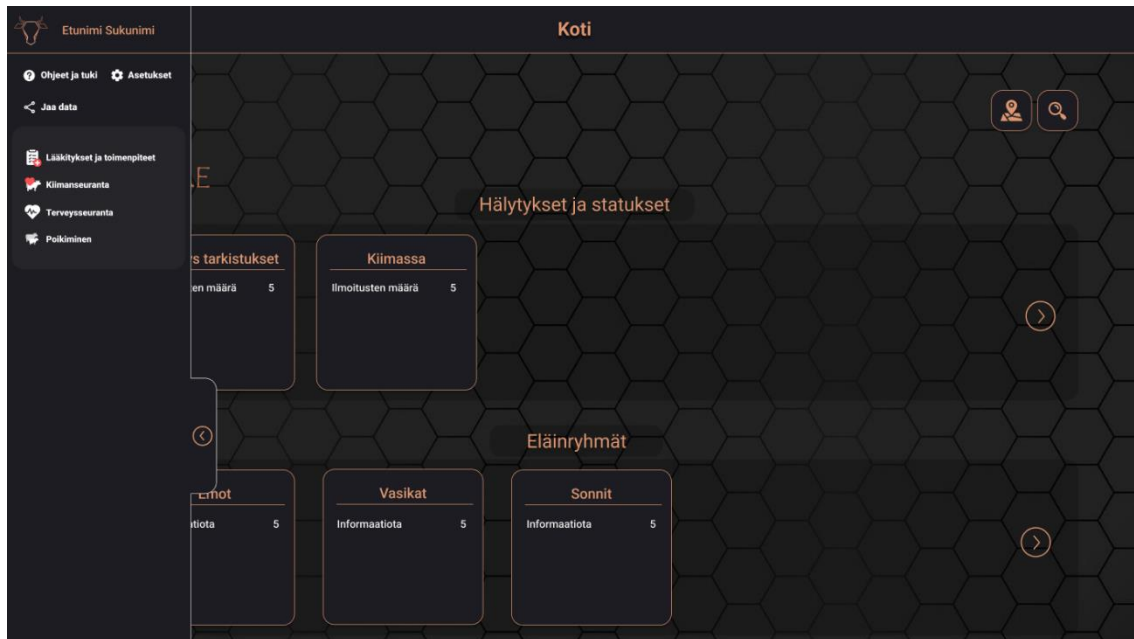 Etunimi Sukunimi
Koti
Ohjeet ja tuki
Asetukset
Jaa data
Lääkitykset ja toimenpiteet
Kiimanseuranta
Terveysseuranta
Poikiminen
E
Hälytykset ja statukset
s tarkistukset
en määrä 5
Kiimassa
Ilmoitusten määrä 5
Eläinryhmät
Emot
tiota 5
Vasikat
Informaatiota 5
Sonnit
Informaatiota 5